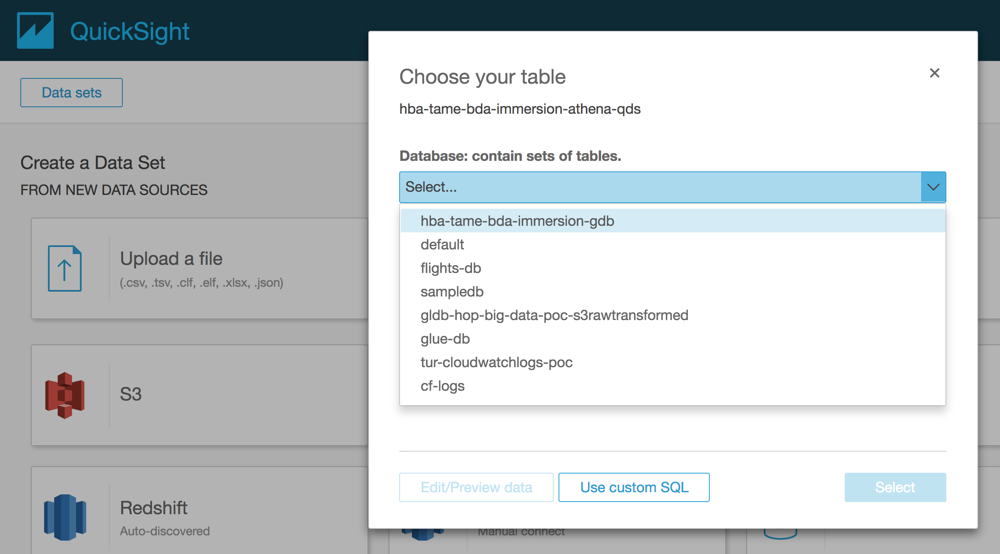 QuickSight
Data sets
Create a Data Set
FROM NEW DATA SOURCES
Upload a file
(.csv, .tsv, .clf, .elf, .xlsx, .json)
S3
Redshift
Auto-discovered
Choose your table
hba-tame-bda-immersion-athena-qds
Database: contain sets of tables.
Select...
hba-tame-bda-immersion-gdb
default
flights-db
sampledb
gldb-hop-big-data-poc-s3rawtransformed
glue-db
tur-cloudwatchlogs-poc
cf-logs
Edit/Preview data
Use custom SQL
Select
Manual connect